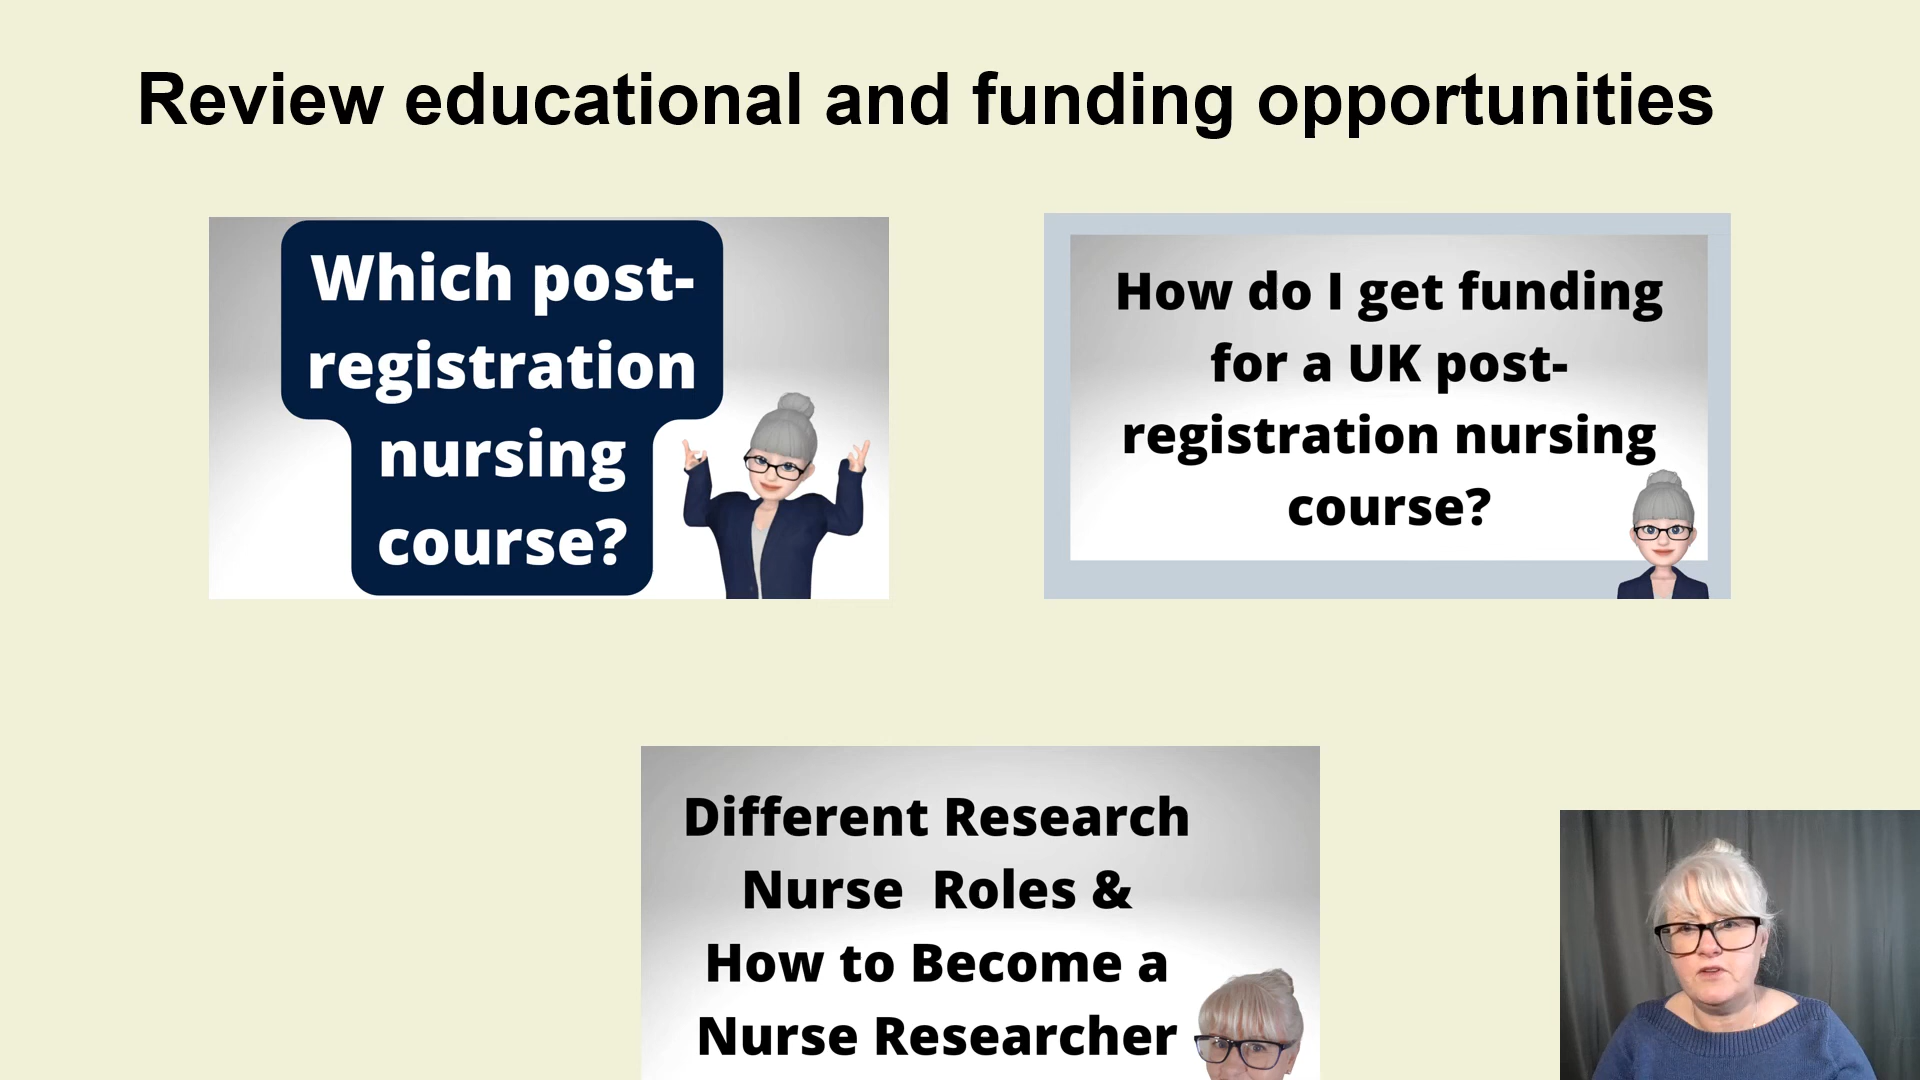 Review educational and funding opportunities
Which post-
registration
nursing
course?
How do I get funding
for a UK post-
registration nursing
course?
Different Research
Nurse Roles &
How to Become a
Nurse Researcher